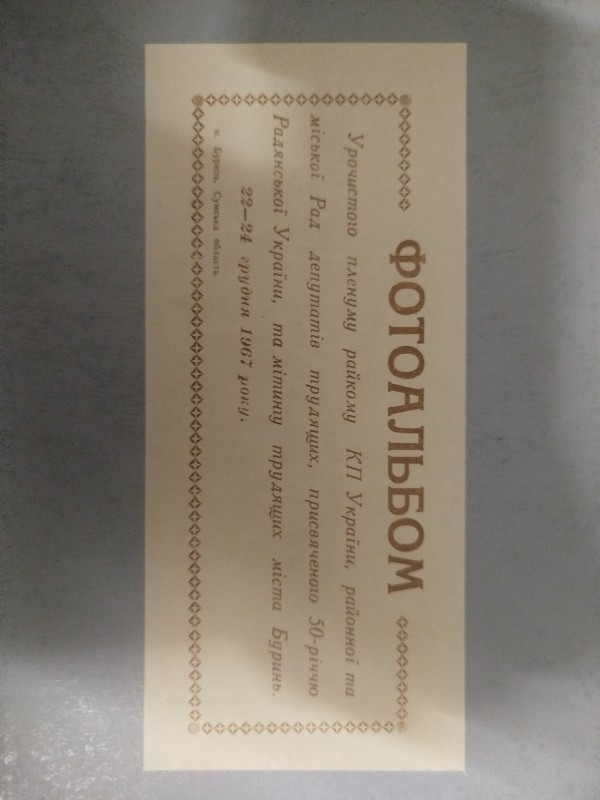 ФОТОАЛЬБОМ
Урочистого пленуму райкому КП України, районної та
міської Рад депутатів трудящих, присвяченого 50-річчю
Радянської України, та мітингу трудящих міста Буринь.
22—24 грудня 1967 року.
м. Буринь, Сумська область.